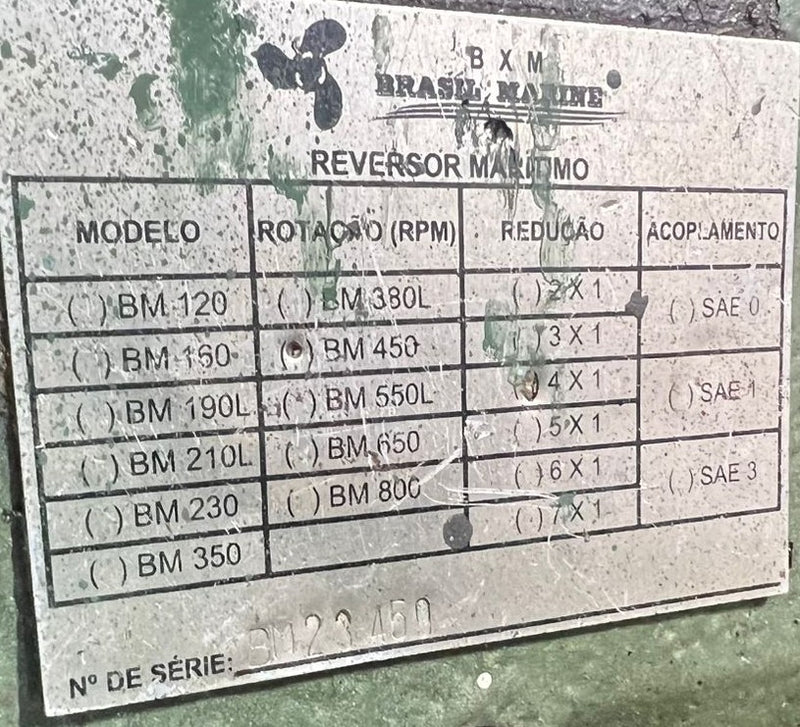 BXM
BRASIL MARINE
REVERSOR MARÍTIMO
MODELO ROTAÇÃO (RPM) REDUÇÃO ACOPLAMENTO
( ) BM 120 ( ) BM 380L ( ) 2 X 1 ( ) SAE 0
( ) BM 160 ( ) BM 450 ( ) 3 X 1
( ) BM 190L ( ) BM 550L ( ) 4 X 1 ( ) SAE 1
( ) BM 210L ( ) BM 650 ( ) 5 X 1
( ) BM 230 ( ) BM 800 ( ) 6 X 1 ( ) SAE 3
( ) BM 350 ( ) 7 X 1
Nº DE SÉRIE: BM23450